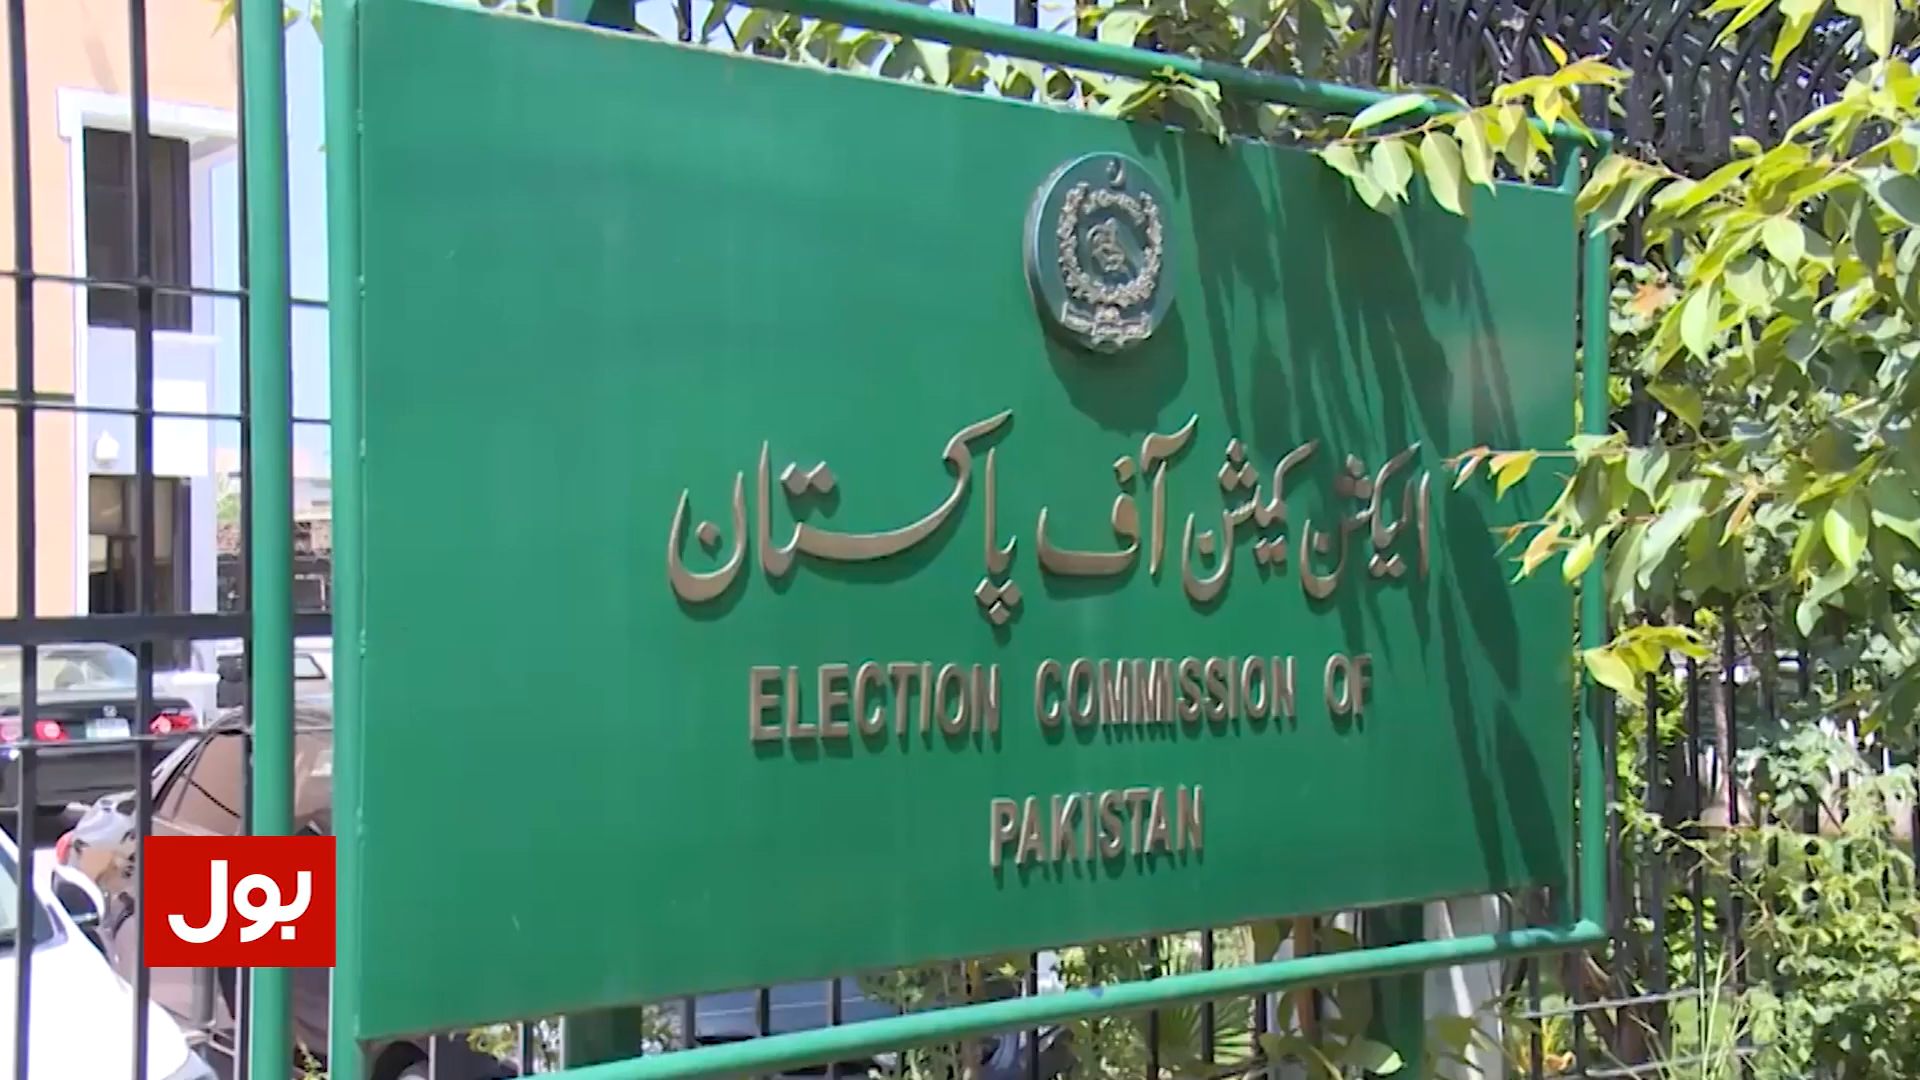 الیکشن کمیشن آف پاکستان
ELECTION COMMISSION OF
PAKISTAN
بول